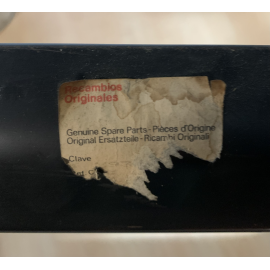 Recambios
Originales
Genuine Spare Parts - Pièces d'Origine
Original Ersatzteile - Ricambi Originali
Clave